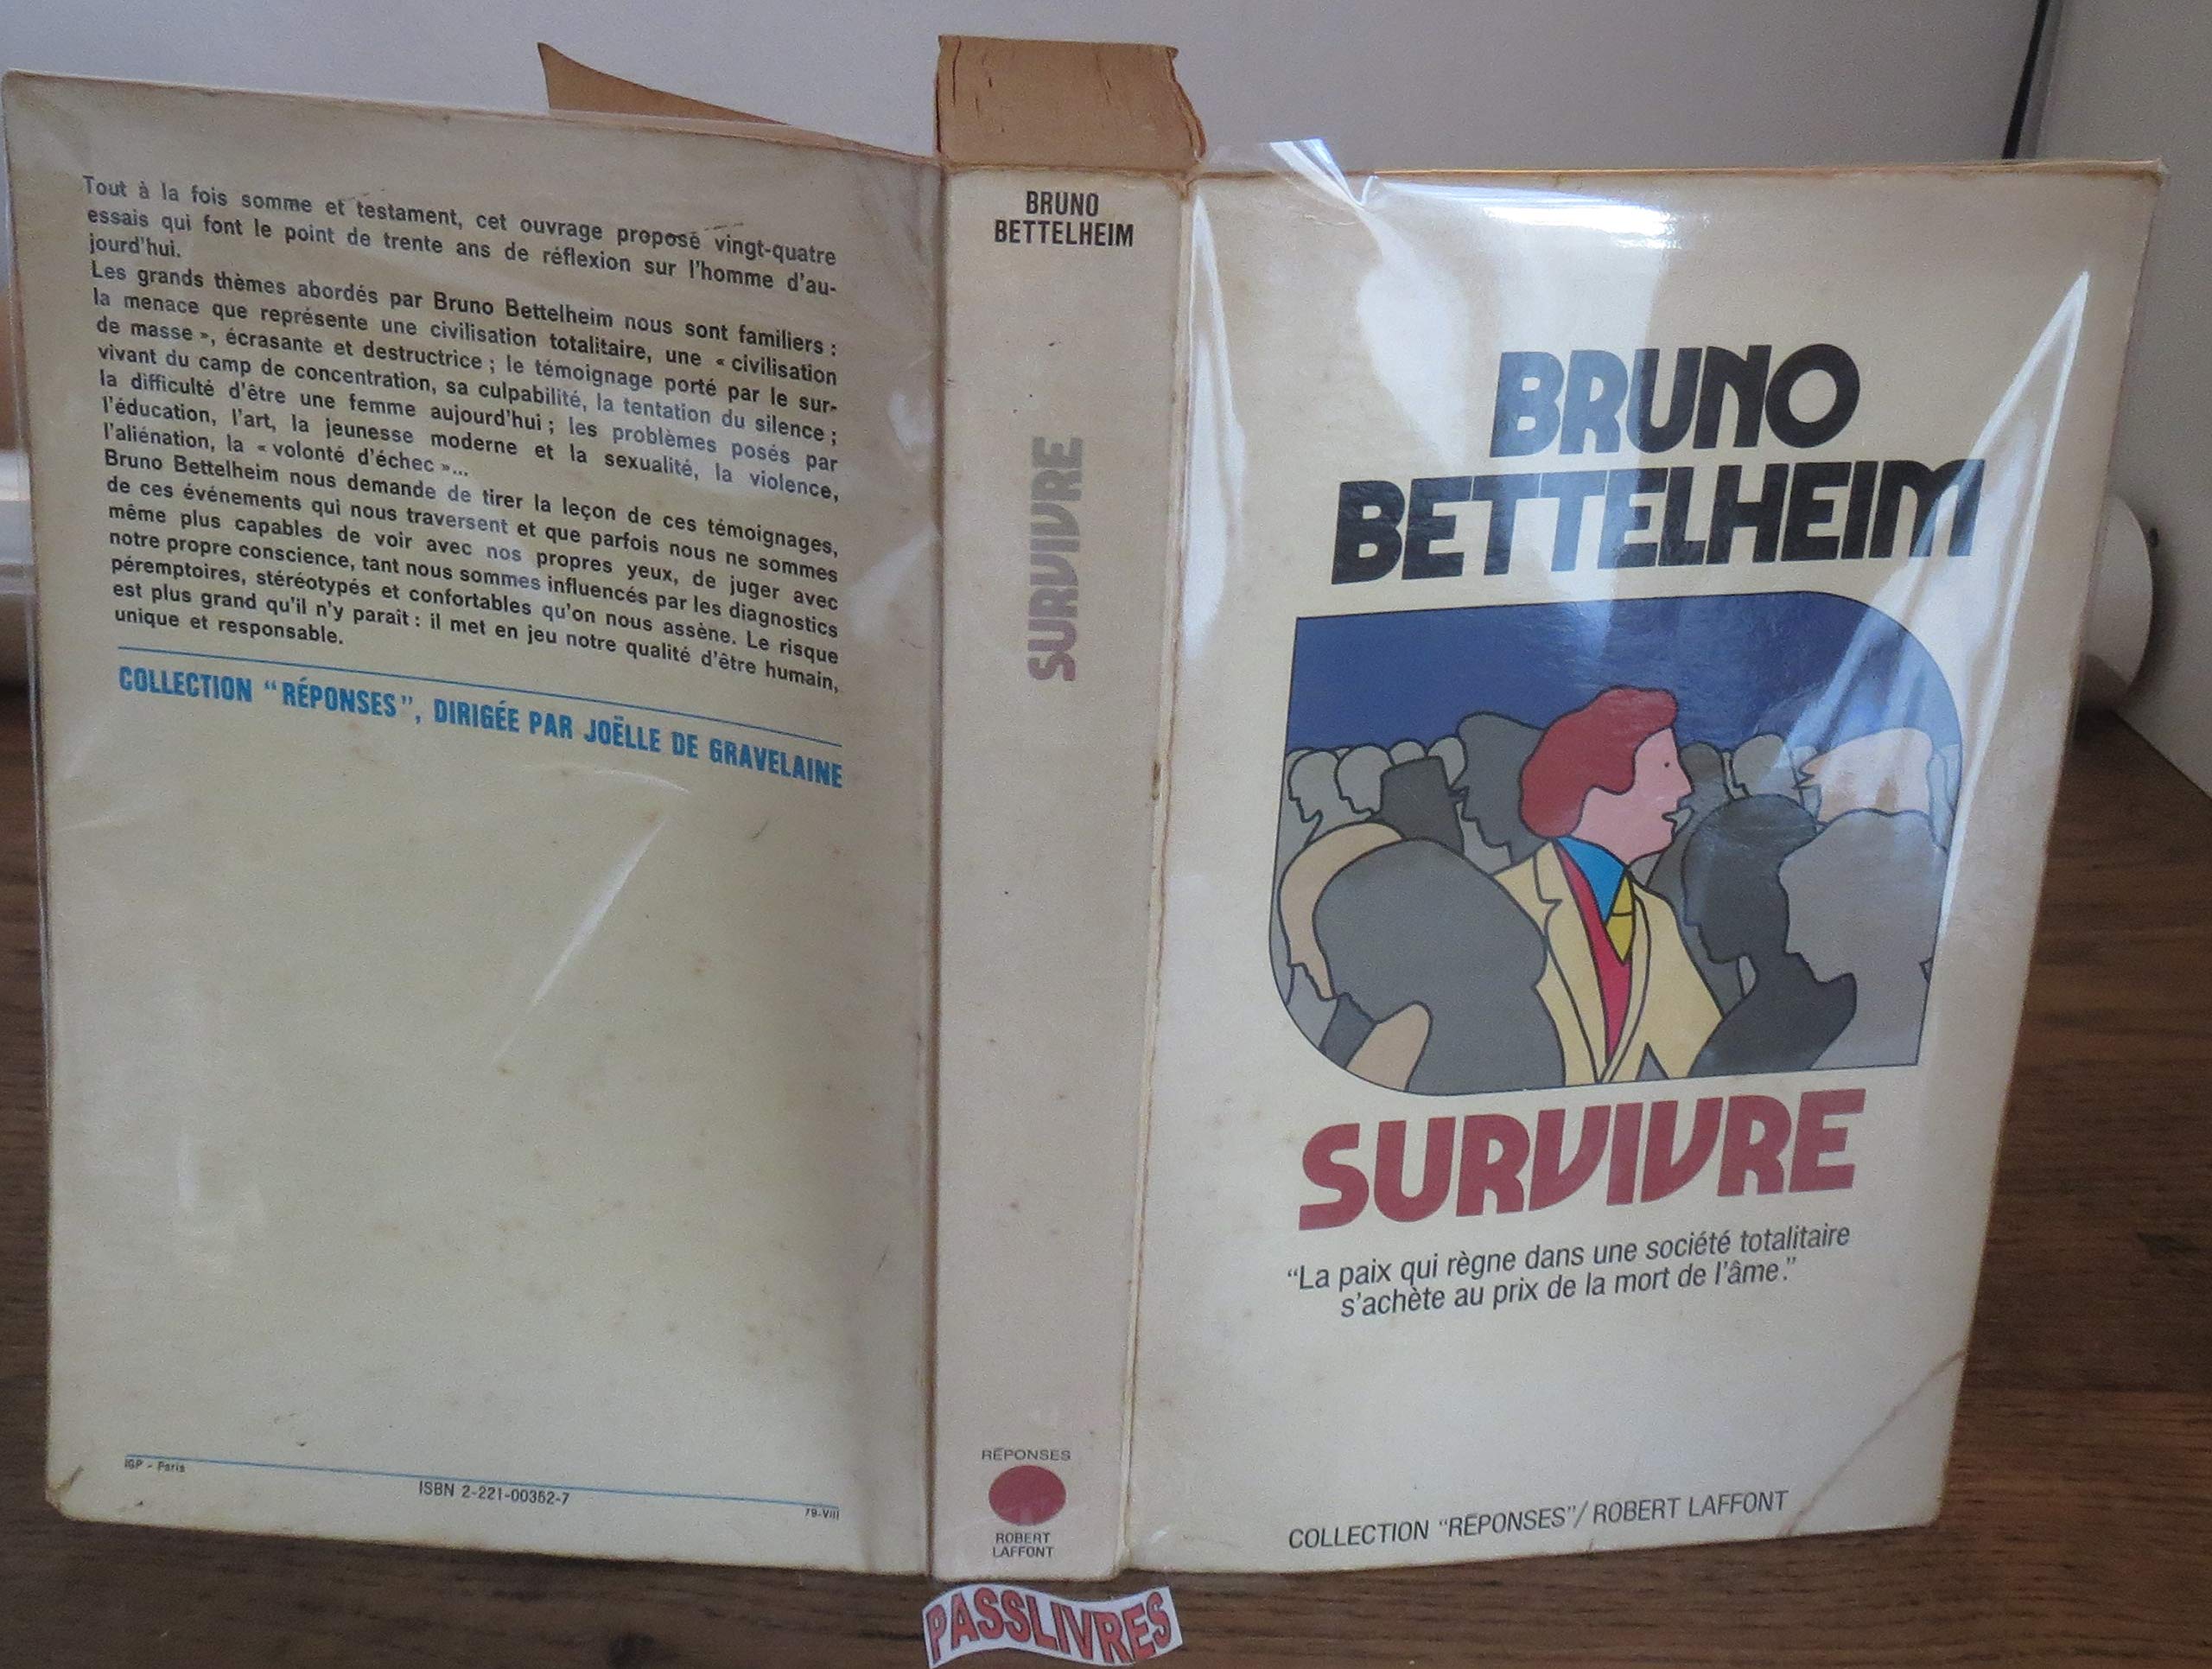 Tout à la fois somme et testament, cet ouvrage propose vingt-quatre
essais qui font le point de trente ans de réflexion sur l'homme d'au-
jourd'hui.
Les grands thèmes abordés par Bruno Bettelheim nous sont familiers :
la menace que représente une civilisation totalitaire, une « civilisation
de masse », écrasante et destructrice ; le témoignage porté par le sur-
vivant du camp de concentration, sa culpabilité, la tentation du silence ;
la difficulté d'être une femme aujourd'hui ; les problèmes posés par
l'éducation, l'art, la jeunesse moderne et la sexualité, la violence,
l'aliénation, la « volonté d'échec »...
Bruno Bettelheim nous demande de tirer la leçon de ces témoignages,
de ces événements qui nous traversent et que parfois nous ne sommes
même plus capables de voir avec nos propres yeux, de juger avec
notre propre conscience, tant nous sommes influencés par les diagnostics
péremptoires, stéréotypés et confortables qu'on nous assène. Le risque
est plus grand qu'il n'y paraît : il met en jeu notre qualité d'être humain,
unique et responsable.
COLLECTION "RÉPONSES", DIRIGÉE PAR JOËLLE DE GRAVELAINE
IGP - Paris
ISBN 2-221-00352-7
79-VIII
BRUNO
BETTELHEIM
SURVIVRE
RÉPONSES
ROBERT
LAFFONT
BRUNO
BETTELHEIM
SURVIVRE
"La paix qui règne dans une société totalitaire
s'achète au prix de la mort de l'âme."
COLLECTION "RÉPONSES"/ ROBERT LAFFONT
PASSLIVRES